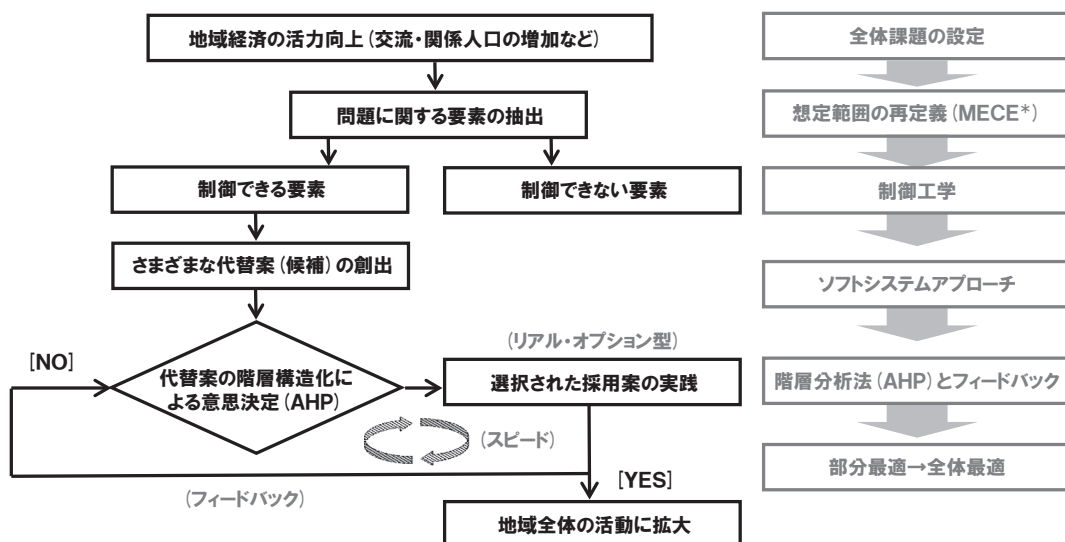 地域経済の活力向上（交流・関係人口の増加など）
問題に関する要素の抽出
制御できる要素
制御できない要素
さまざまな代替案（候補）の創出
[NO]
代替案の階層構造化に
よる意思決定（AHP）
（リアル・オプション型）
選択された採用案の実践
（スピード）
（フィードバック）
[YES]
地域全体の活動に拡大
全体課題の設定
想定範囲の再定義（MECE*）
制御工学
ソフトシステムアプローチ
階層分析法（AHP）とフィードバック
部分最適→全体最適